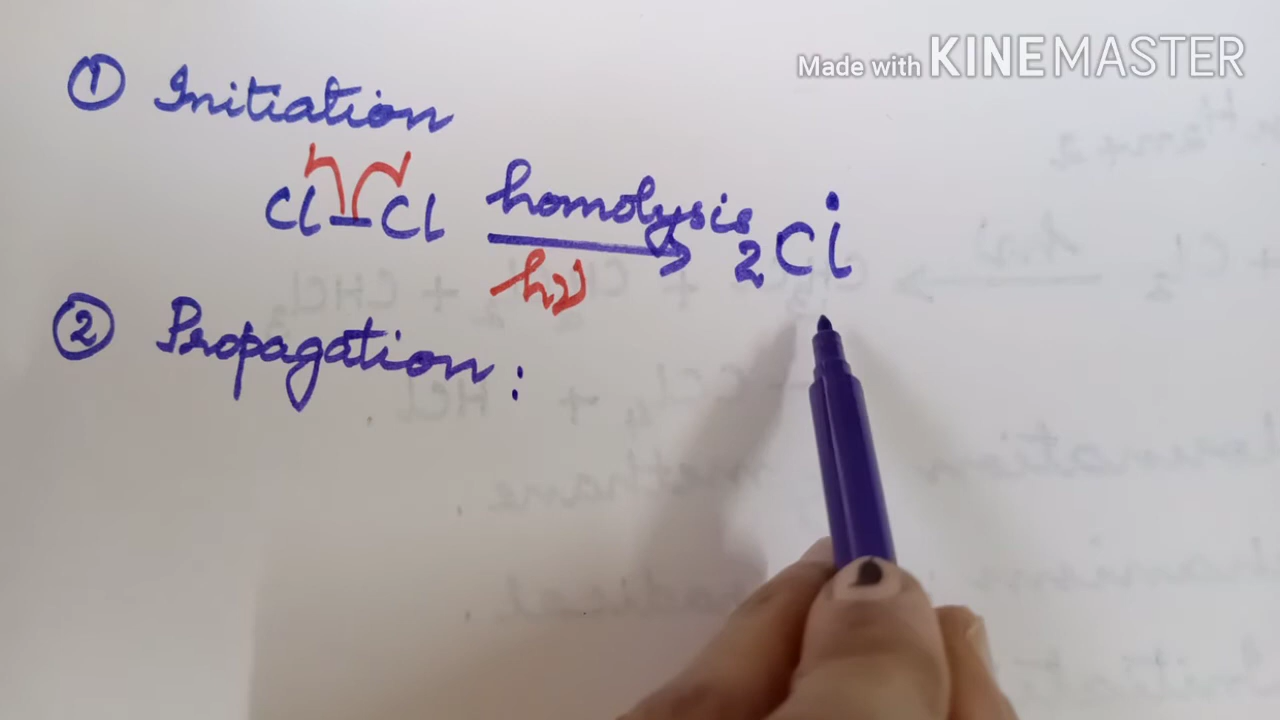 Made with KINEMASTER
① Initiation
Cl—Cl homolysis → 2Cl•
hν
② Propagation :